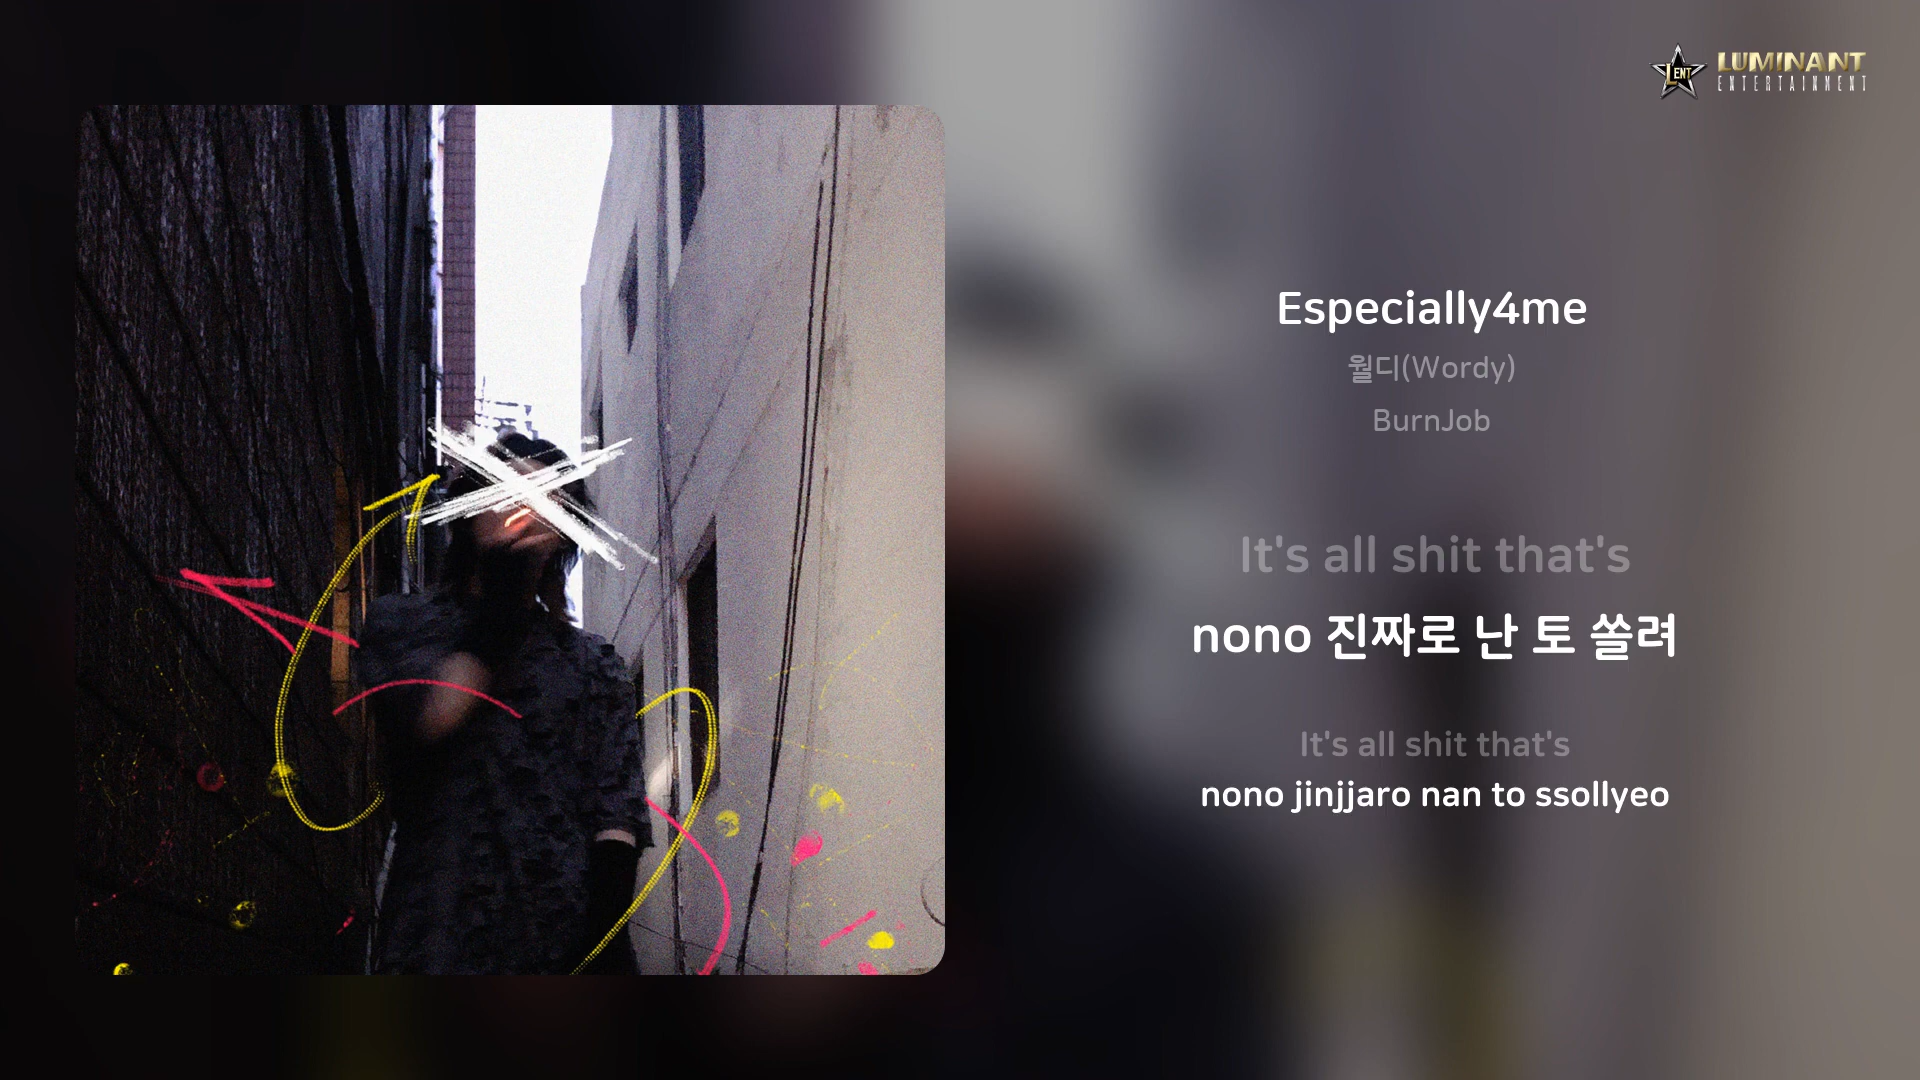 LENT
LUMINANT
ENTERTAINMENT
Especially4me
월디(Wordy)
BurnJob
It's all shit that's
nono 진짜로 난 토 쏠려
It's all shit that's
nono jinjjaro nan to ssollyeo